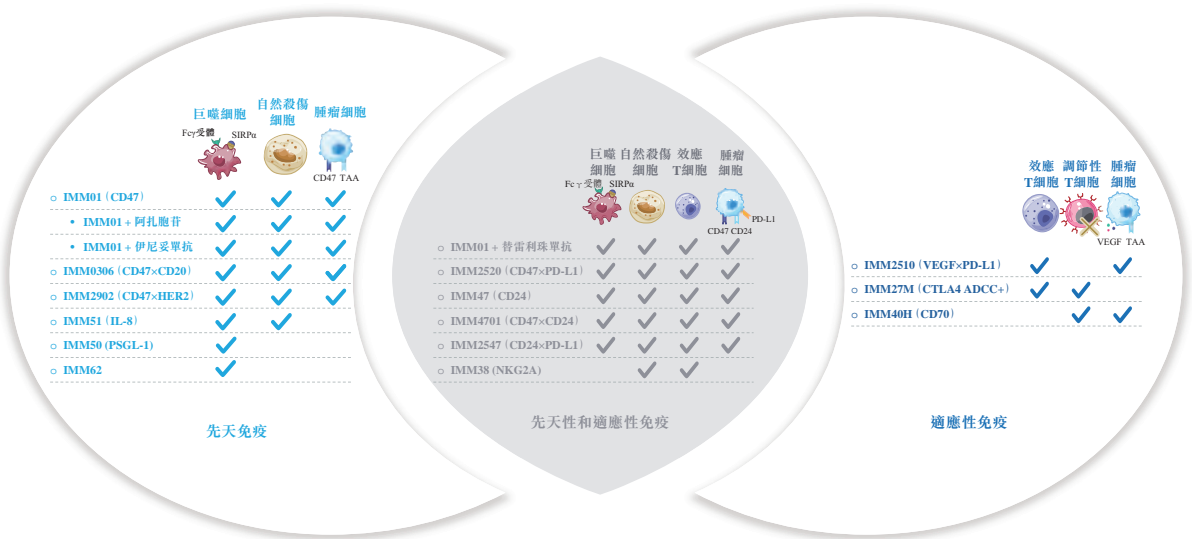 巨噬細胞
自然殺傷
細胞
腫瘤細胞
Fcγ受體
SIRPα
CD47 TAA
IMM01 (CD47)
IMM01 + 阿扎胞苷
IMM01 + 伊尼妥單抗
IMM0306 (CD47×CD20)
IMM2902 (CD47×HER2)
IMM51 (IL-8)
IMM50 (PSGL-1)
IMM62
先天免疫
巨噬
細胞
自然殺傷
細胞
效應
T細胞
腫瘤
細胞
Fcγ受體
SIRPα
PD-L1
CD47 CD24
IMM01 + 替雷利珠單抗
IMM2520 (CD47×PD-L1)
IMM47 (CD24)
IMM4701 (CD47×CD24)
IMM2547 (CD24×PD-L1)
IMM38 (NKG2A)
先天性和適應性免疫
效應
T細胞
調節性
T細胞
腫瘤
細胞
VEGF TAA
IMM2510 (VEGF×PD-L1)
IMM27M (CTLA4 ADCC+)
IMM40H (CD70)
適應性免疫